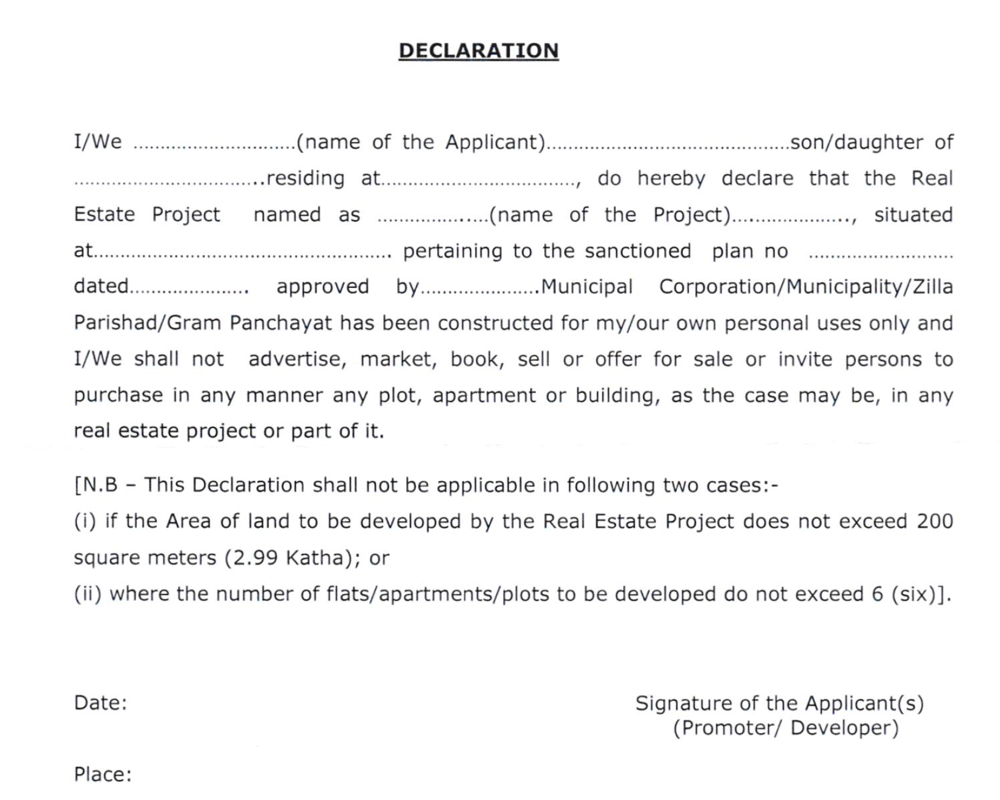 DECLARATION
I/We ..............................(name of the Applicant).............................................son/daughter of
...................................residing at...................................., do hereby declare that the Real
Estate Project named as ....................(name of the Project)......................, situated
at....................................................... pertaining to the sanctioned plan no ...........................
dated...................... approved by......................Municipal Corporation/Municipality/Zilla
Parishad/Gram Panchayat has been constructed for my/our own personal uses only and
I/We shall not advertise, market, book, sell or offer for sale or invite persons to
purchase in any manner any plot, apartment or building, as the case may be, in any
real estate project or part of it.
[N.B – This Declaration shall not be applicable in following two cases:-
(i) if the Area of land to be developed by the Real Estate Project does not exceed 200
square meters (2.99 Katha); or
(ii) where the number of flats/apartments/plots to be developed do not exceed 6 (six)].
Date:
Signature of the Applicant(s)
(Promoter/ Developer)
Place: